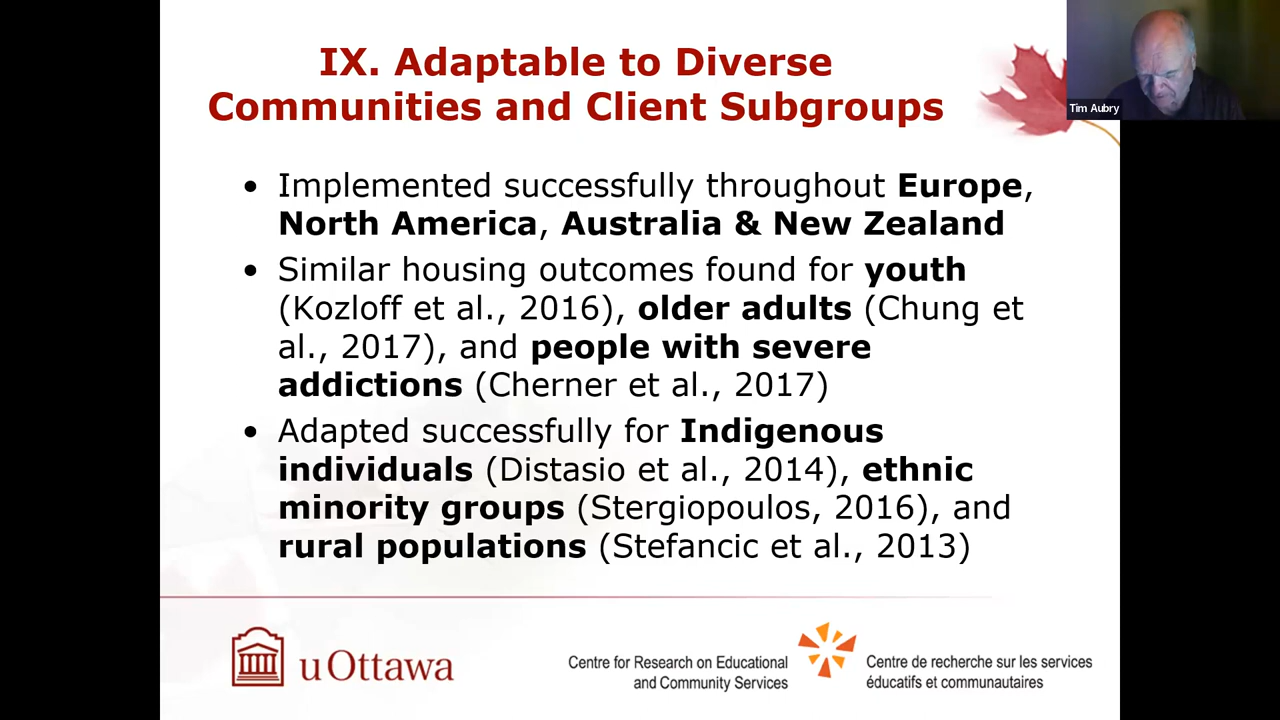 IX. Adaptable to Diverse
Communities and Client Subgroups
Tim Aubry
• Implemented successfully throughout Europe,
North America, Australia & New Zealand
• Similar housing outcomes found for youth
(Kozloff et al., 2016), older adults (Chung et
al., 2017), and people with severe
addictions (Cherner et al., 2017)
• Adapted successfully for Indigenous
individuals (Distasio et al., 2014), ethnic
minority groups (Stergiopoulos, 2016), and
rural populations (Stefancic et al., 2013)
uOttawa
Centre for Research on Educational
and Community Services
Centre de recherche sur les services
éducatifs et communautaires